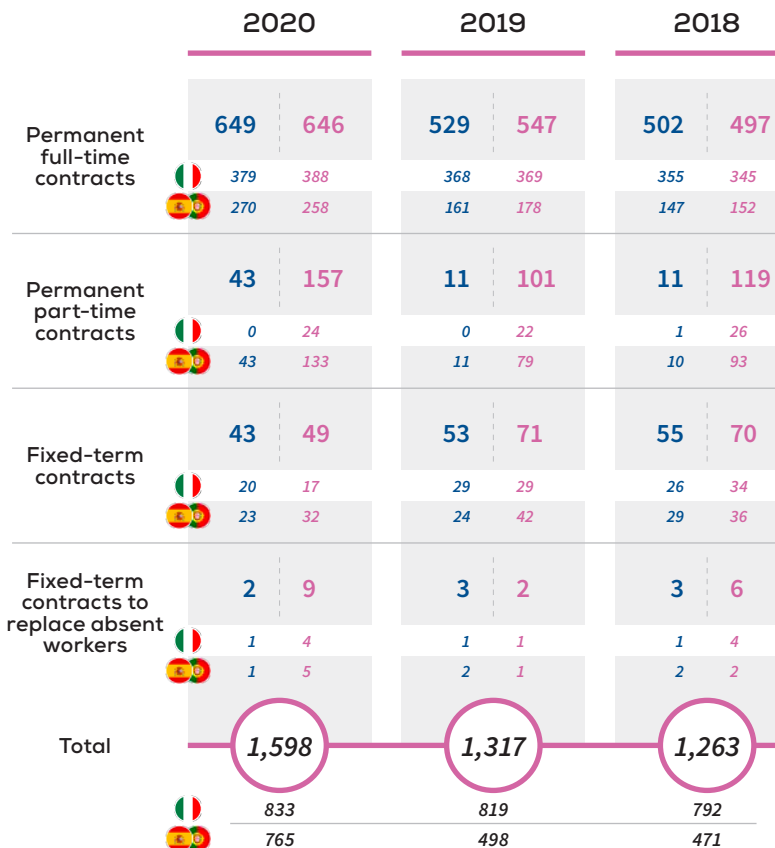 2020 2019 2018
Permanent full-time contracts
649 646 529 547 502 497
379 388 368 369 355 345
270 258 161 178 147 152
Permanent part-time contracts
43 157 11 101 11 119
0 24 0 22 1 26
43 133 11 79 10 93
Fixed-term contracts
43 49 53 71 55 70
20 17 29 29 26 34
23 32 24 42 29 36
Fixed-term contracts to replace absent workers
2 9 3 2 3 6
1 4 1 1 1 4
1 5 2 1 2 2
Total 1,598 1,317 1,263
833 819 792
765 498 471